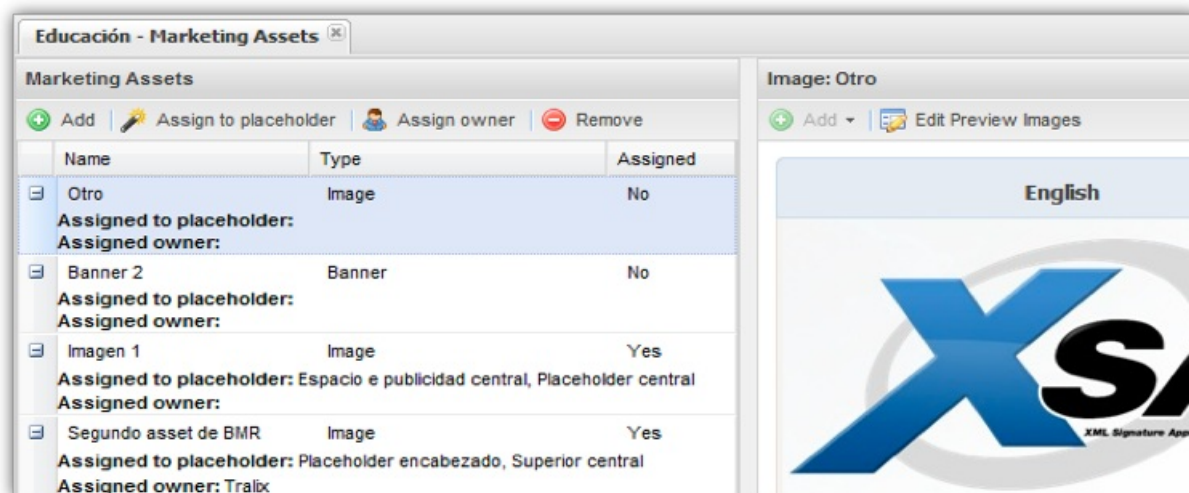 Educación - Marketing Assets
Marketing Assets
Add Assign to placeholder Assign owner Remove
Name Type Assigned
Otro Image No
Assigned to placeholder:
Assigned owner:
Banner 2 Banner No
Assigned to placeholder:
Assigned owner:
Imagen 1 Image Yes
Assigned to placeholder: Espacio e publicidad central, Placeholder central
Assigned owner:
Segundo asset de BMR Image Yes
Assigned to placeholder: Placeholder encabezado, Superior central
Assigned owner: Tralix
Image: Otro
Add Edit Preview Images
English
XML Signature